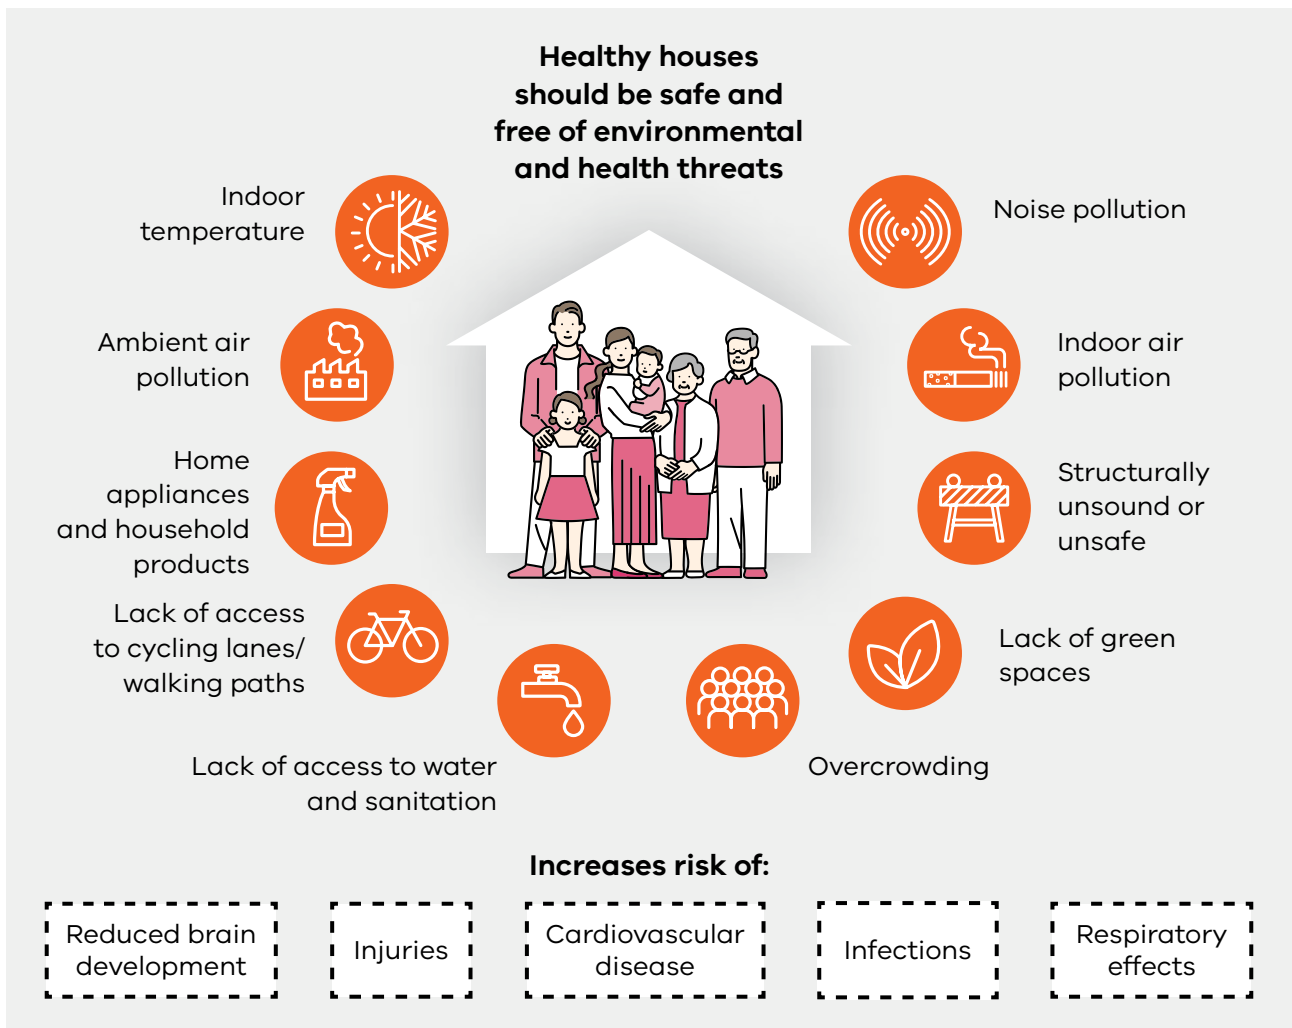 Healthy houses
should be safe and
free of environmental
and health threats
Indoor
temperature
Ambient air
pollution
Home
appliances
and household
products
Lack of access
to cycling lanes/
walking paths
Lack of access to water
and sanitation
Noise pollution
Indoor air
pollution
Structurally
unsound or
unsafe
Lack of green
spaces
Overcrowding
Increases risk of:
Reduced brain
development
Injuries
Cardiovascular
disease
Infections
Respiratory
effects